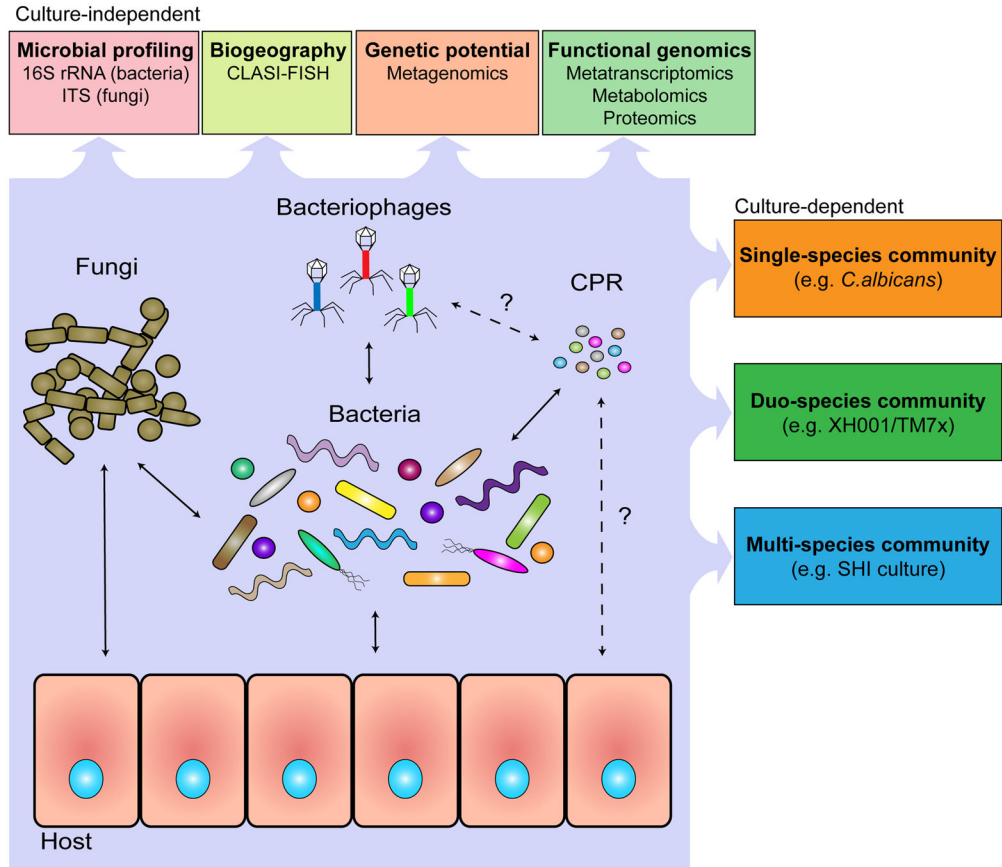 Culture-independent
Microbial profiling
16S rRNA (bacteria)
ITS (fungi)
Biogeography
CLASI-FISH
Genetic potential
Metagenomics
Functional genomics
Metatranscriptomics
Metabolomics
Proteomics
Culture-dependent
Single-species community
(e.g. C.albicans)
Duo-species community
(e.g. XH001/TM7x)
Multi-species community
(e.g. SHI culture)
Bacteriophages
Fungi
CPR
?
Bacteria
?
Host